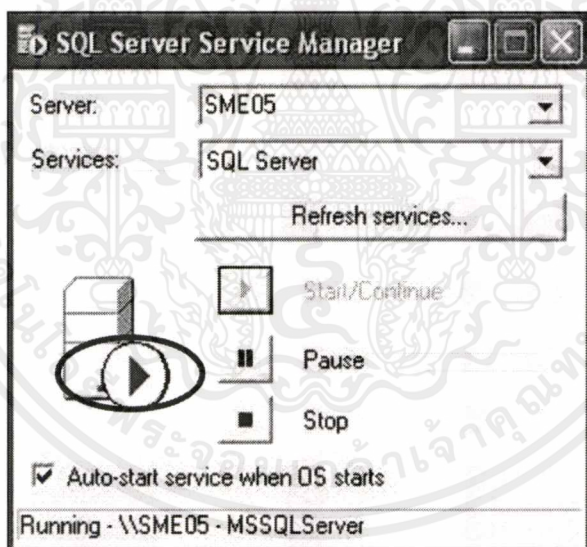 SQL Server Service Manager
Server: SME05
Services: SQL Server
Refresh services...
Start/Continue
Pause
Stop
Auto-start service when OS starts
Running - \\SME05 - MSSQLServer